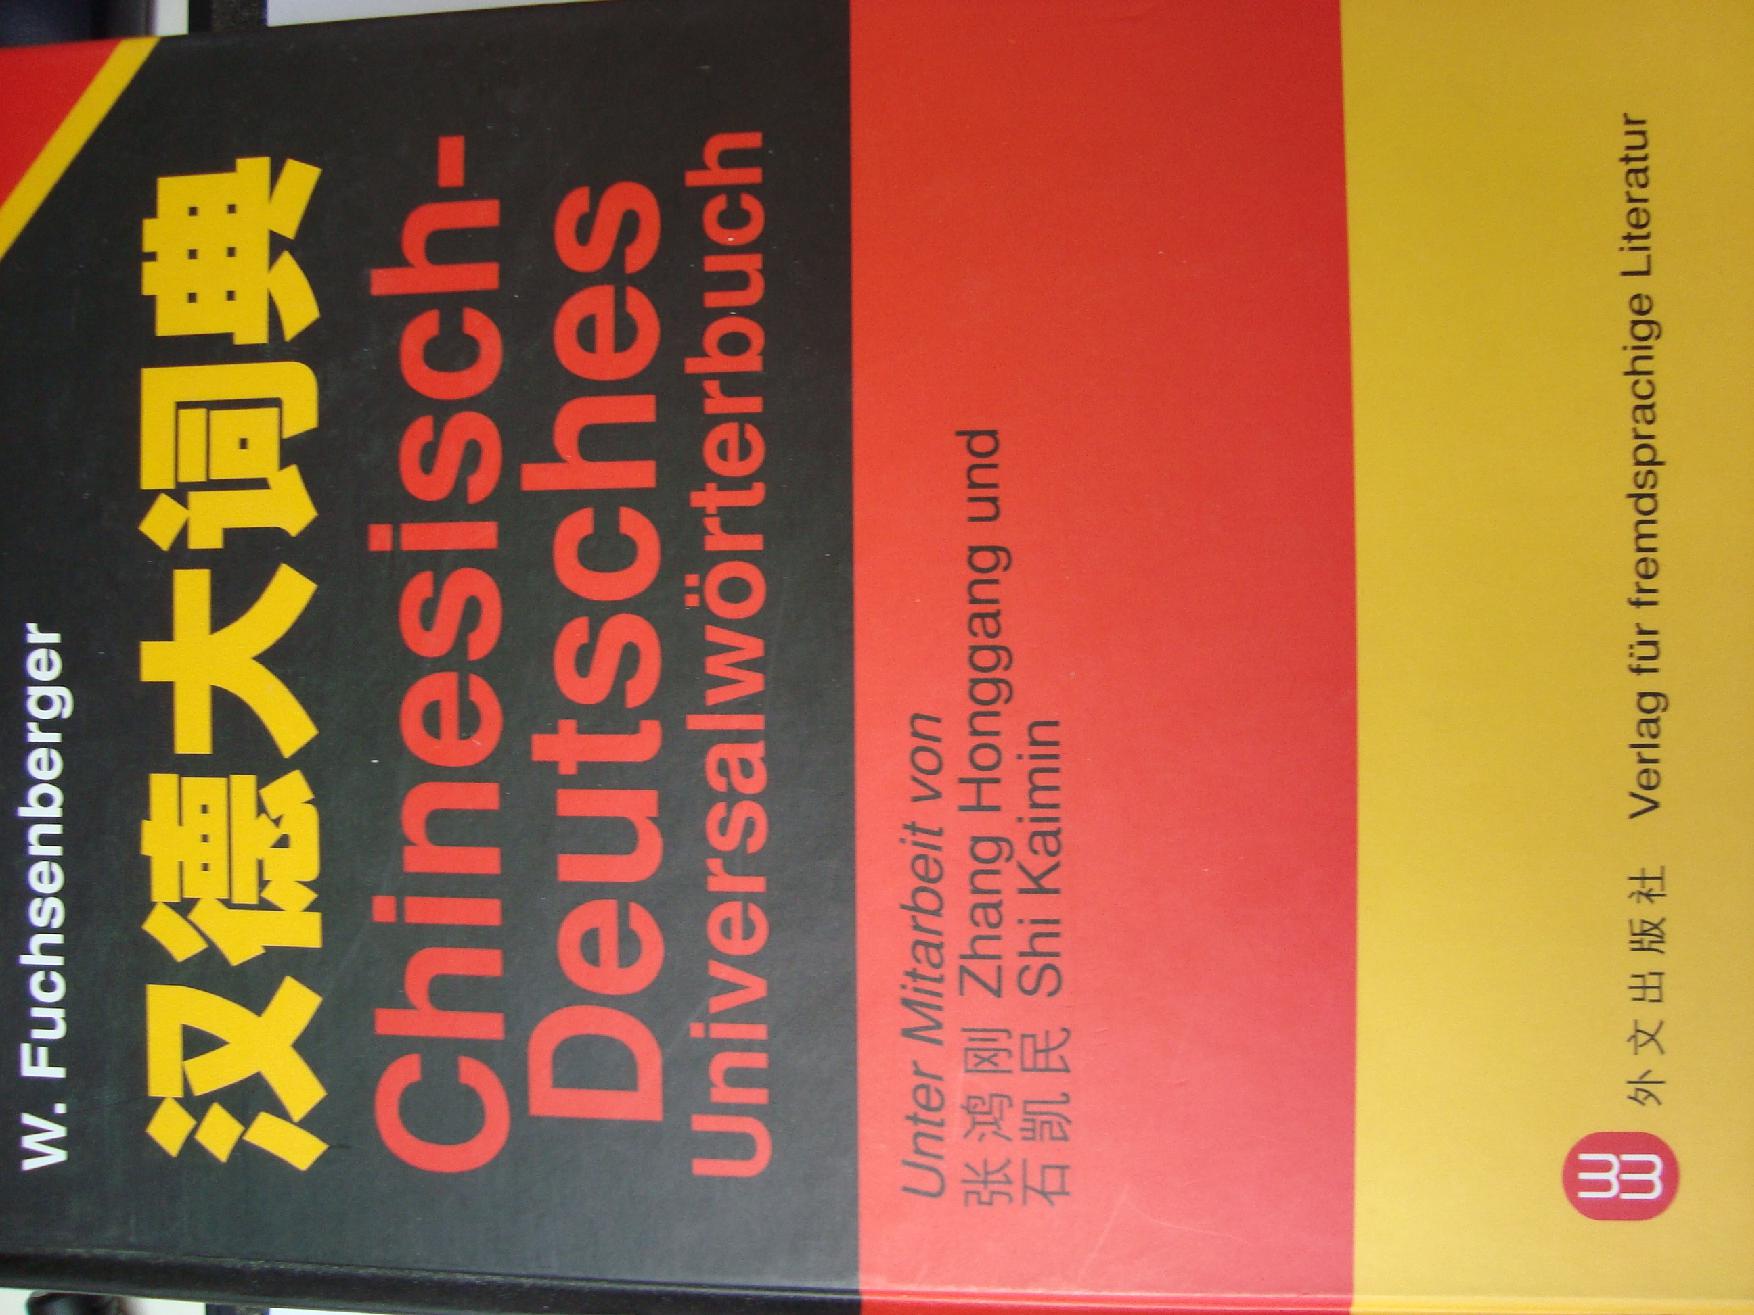 W. Fuchsenberger
汉德大词典
Chinesisch-
Deutsches
Universalwörterbuch
Unter Mitarbeit von
张鸿刚 Zhang Honggang und
石凯民 Shi Kaimin
外文出版社 Verlag für fremdsprachige Literatur